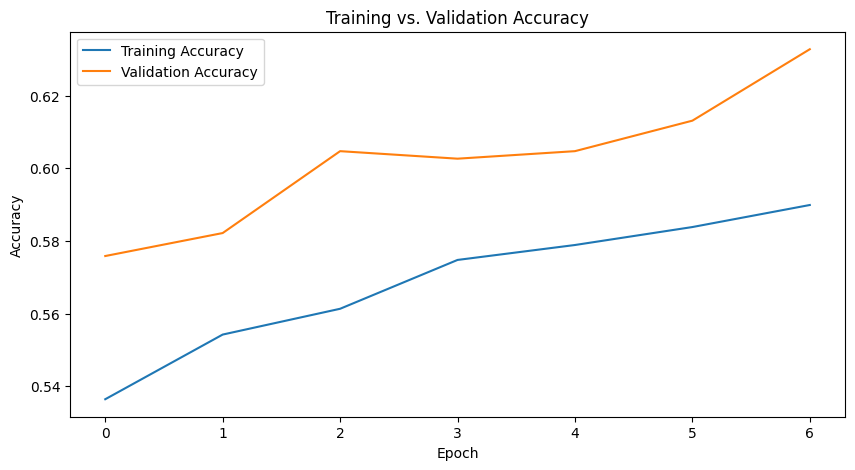 Training vs. Validation Accuracy
Training Accuracy
Validation Accuracy
0.62
0.60
0.58
0.56
0.54
Accuracy
0 1 2 3 4 5 6
Epoch